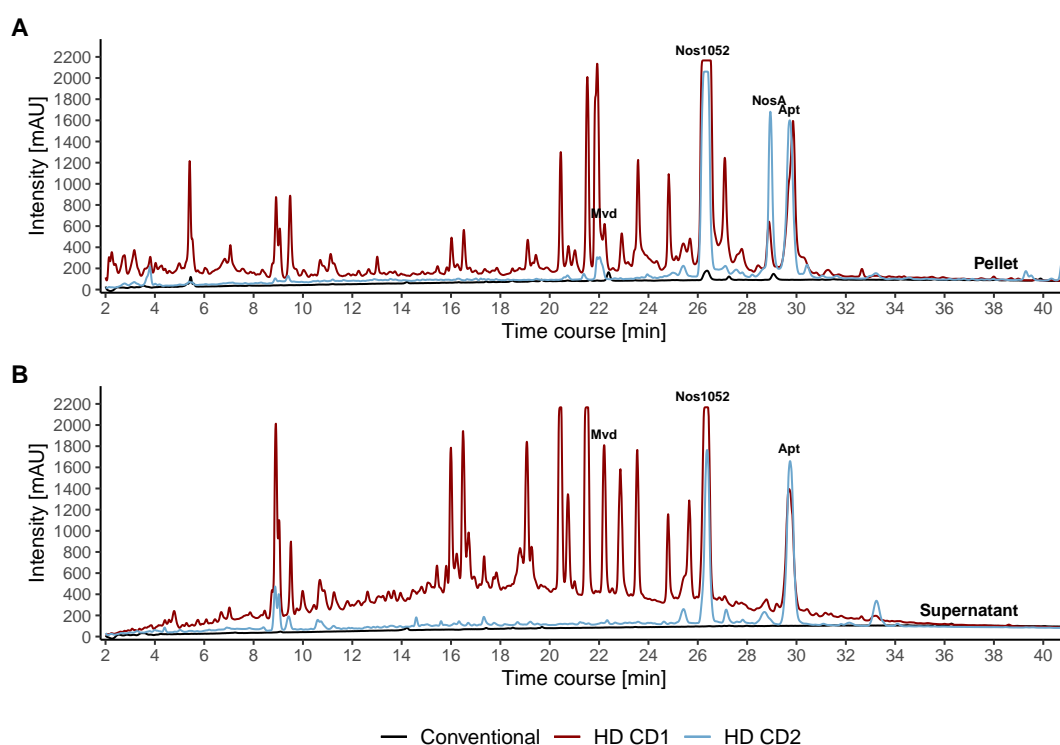 A
Intensity [mAU]
2200
2000
1800
1600
1400
1200
1000
800
600
400
200
0
Nos1052
NosA
Apt
Mvd
Pellet
2 4 6 8 10 12 14 16 18 20 22 24 26 28 30 32 34 36 38 40
Time course [min]
B
Intensity [mAU]
2200
2000
1800
1600
1400
1200
1000
800
600
400
200
0
Nos1052
Mvd
Apt
Supernatant
2 4 6 8 10 12 14 16 18 20 22 24 26 28 30 32 34 36 38 40
Time course [min]
Conventional HD CD1 HD CD2